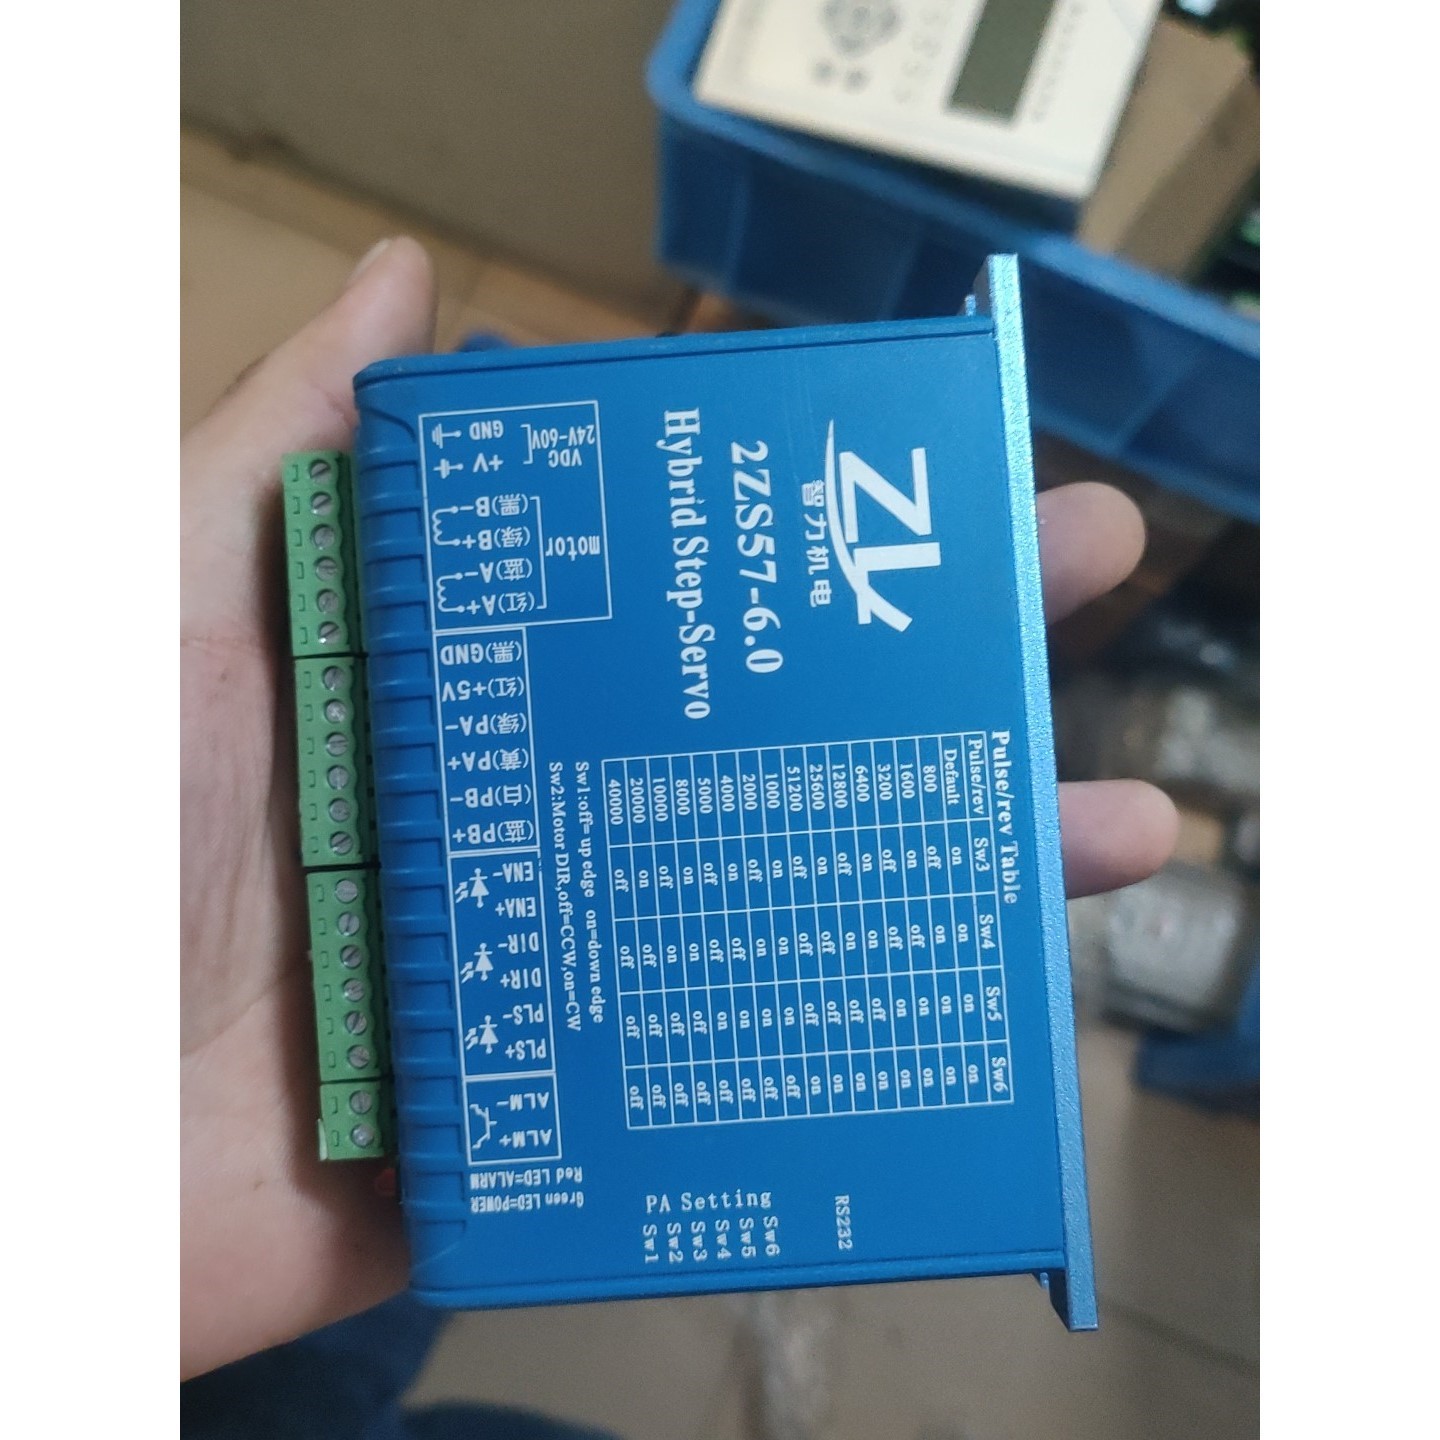 ZLY
智力机电
2ZS57-6.0
Hybrid Step-Servo
Pulse/rev Table
Pulse/rev Sw3 Sw4 Sw5 Sw6
Default on on on on
800 off on on on
1600 on off on on
3200 off off on on
6400 on on off on
12800 off on off on
25600 on off off on
51200 off off off on
1000 on on on off
2000 off on on off
4000 on off on off
5000 off off on off
8000 on on off off
10000 off on off off
20000 on off off off
40000 off off off off
Sw1:off= up edge on=down edge
Sw2:Motor DIR,off=CCW,on=CW
RS232
Sw6
Sw5
Sw4
Sw3
Sw2
Sw1
PA Setting
Green LED=POWER
Red LED=ALARM
ALM+
ALM-
PLS+
PLS-
DIR+
DIR-
ENA+
ENA-
(蓝)PB+
(白)PB-
(黄)PA+
(绿)PA-
(红)+5V
(黑)GND
motor
(红)A+
(蓝)A-
(绿)B+
(黑)B-
VDC
24V-60V
+V
GND